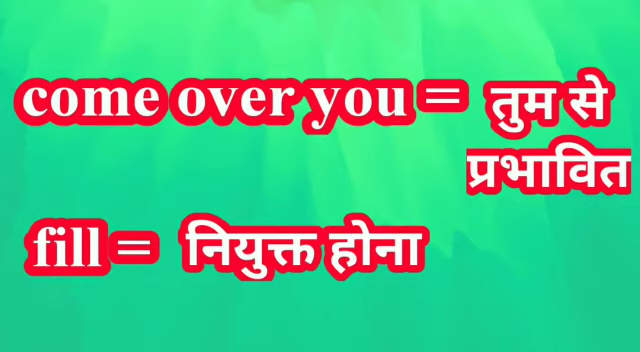 come over you = तुम से
प्रभावित
fill = नियुक्त होना